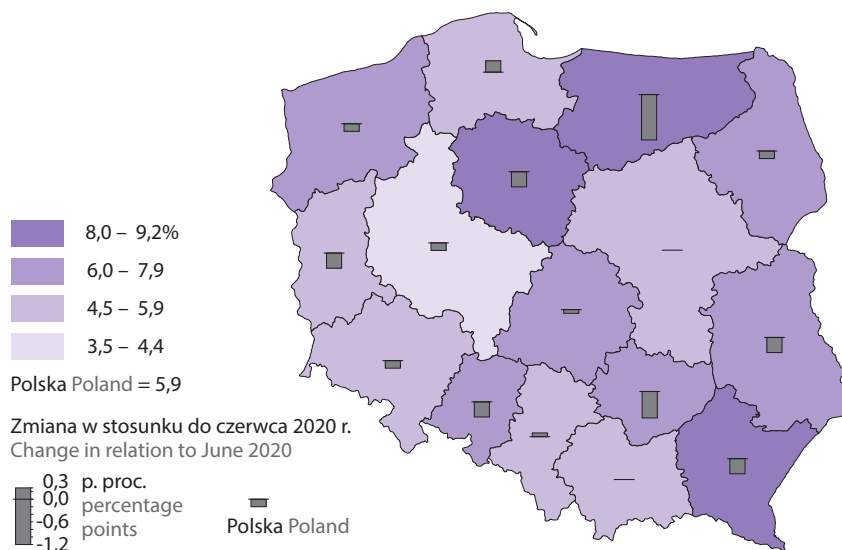 8,0 – 9,2%
6,0 – 7,9
4,5 – 5,9
3,5 – 4,4
Polska Poland = 5,9
Zmiana w stosunku do czerwca 2020 r.
Change in relation to June 2020
0,3
0,0
-0,6
-1,2
p. proc.
percentage
points
Polska Poland